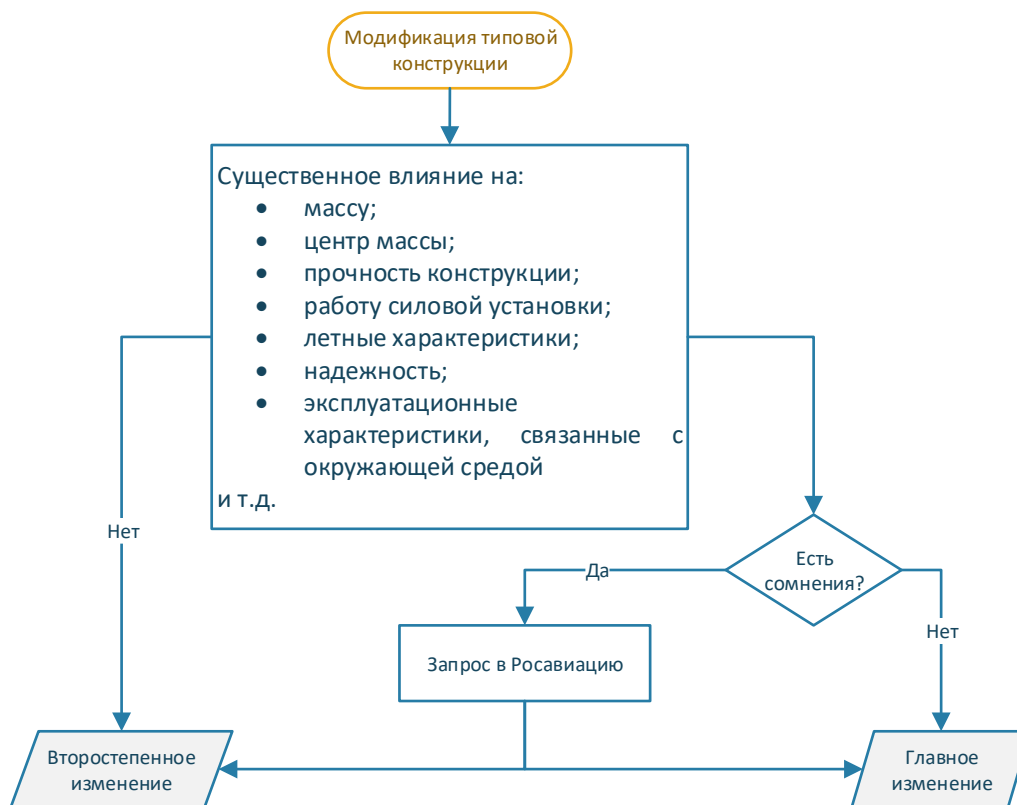 Модификация типовой
конструкции
Существенное влияние на:
• массу;
• центр массы;
• прочность конструкции;
• работу силовой установки;
• летные характеристики;
• надежность;
• эксплуатационные
характеристики, связанные с
окружающей средой
и т.д.
Нет
Есть
сомнения?
Да
Нет
Запрос в Росавиацию
Второстепенное
изменение
Главное
изменение